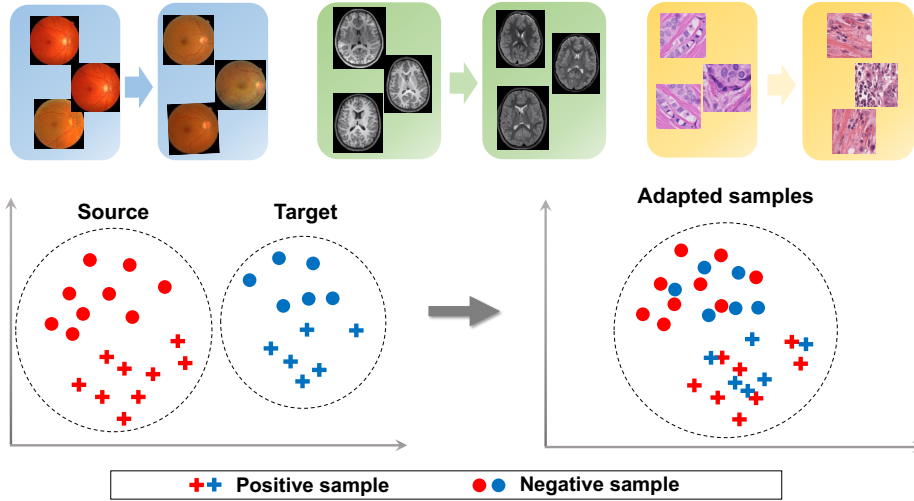 Source
Target
Adapted samples
Positive sample
Negative sample